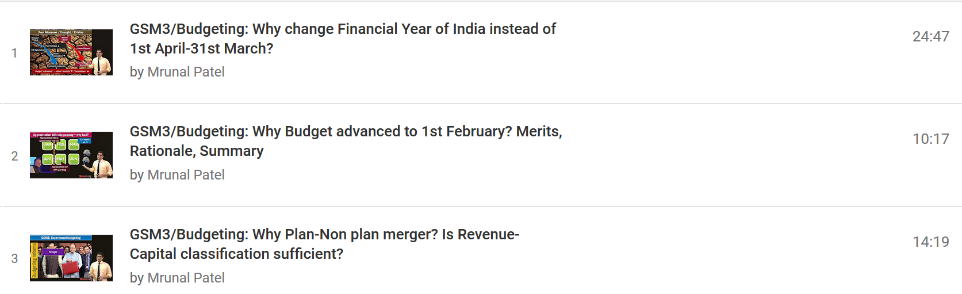 1
GSM3/Budgeting: Why change Financial Year of India instead of
1st April-31st March?
by Mrunal Patel
24:47
2
GSM3/Budgeting: Why Budget advanced to 1st February? Merits,
Rationale, Summary
by Mrunal Patel
10:17
3
GSM3/Budgeting: Why Plan-Non plan merger? Is Revenue-
Capital classification sufficient?
by Mrunal Patel
14:19